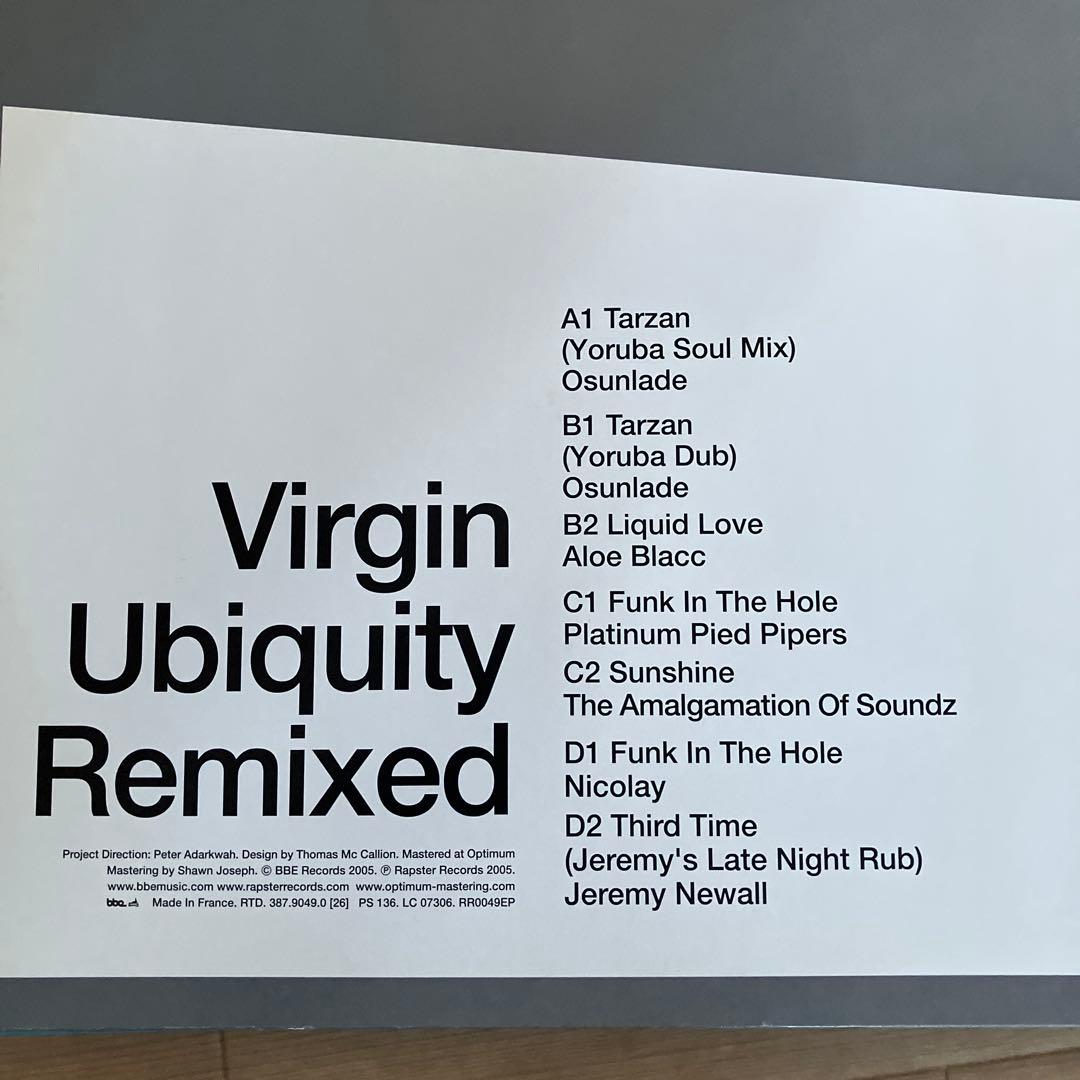 Virgin
Ubiquity
Remixed
Project Direction: Peter Adarkwah. Design by Thomas Mc Callion. Mastered at Optimum
Mastering by Shawn Joseph. © BBE Records 2005. ℗ Rapster Records 2005.
www.bbemusic.com www.rapsterrecords.com www.optimum-mastering.com
bbe Made In France. RTD. 387.9049.0 [26] PS 136. LC 07306. RR0049EP
A1 Tarzan
(Yoruba Soul Mix)
Osunlade
B1 Tarzan
(Yoruba Dub)
Osunlade
B2 Liquid Love
Aloe Blacc
C1 Funk In The Hole
Platinum Pied Pipers
C2 Sunshine
The Amalgamation Of Soundz
D1 Funk In The Hole
Nicolay
D2 Third Time
(Jeremy's Late Night Rub)
Jeremy Newall